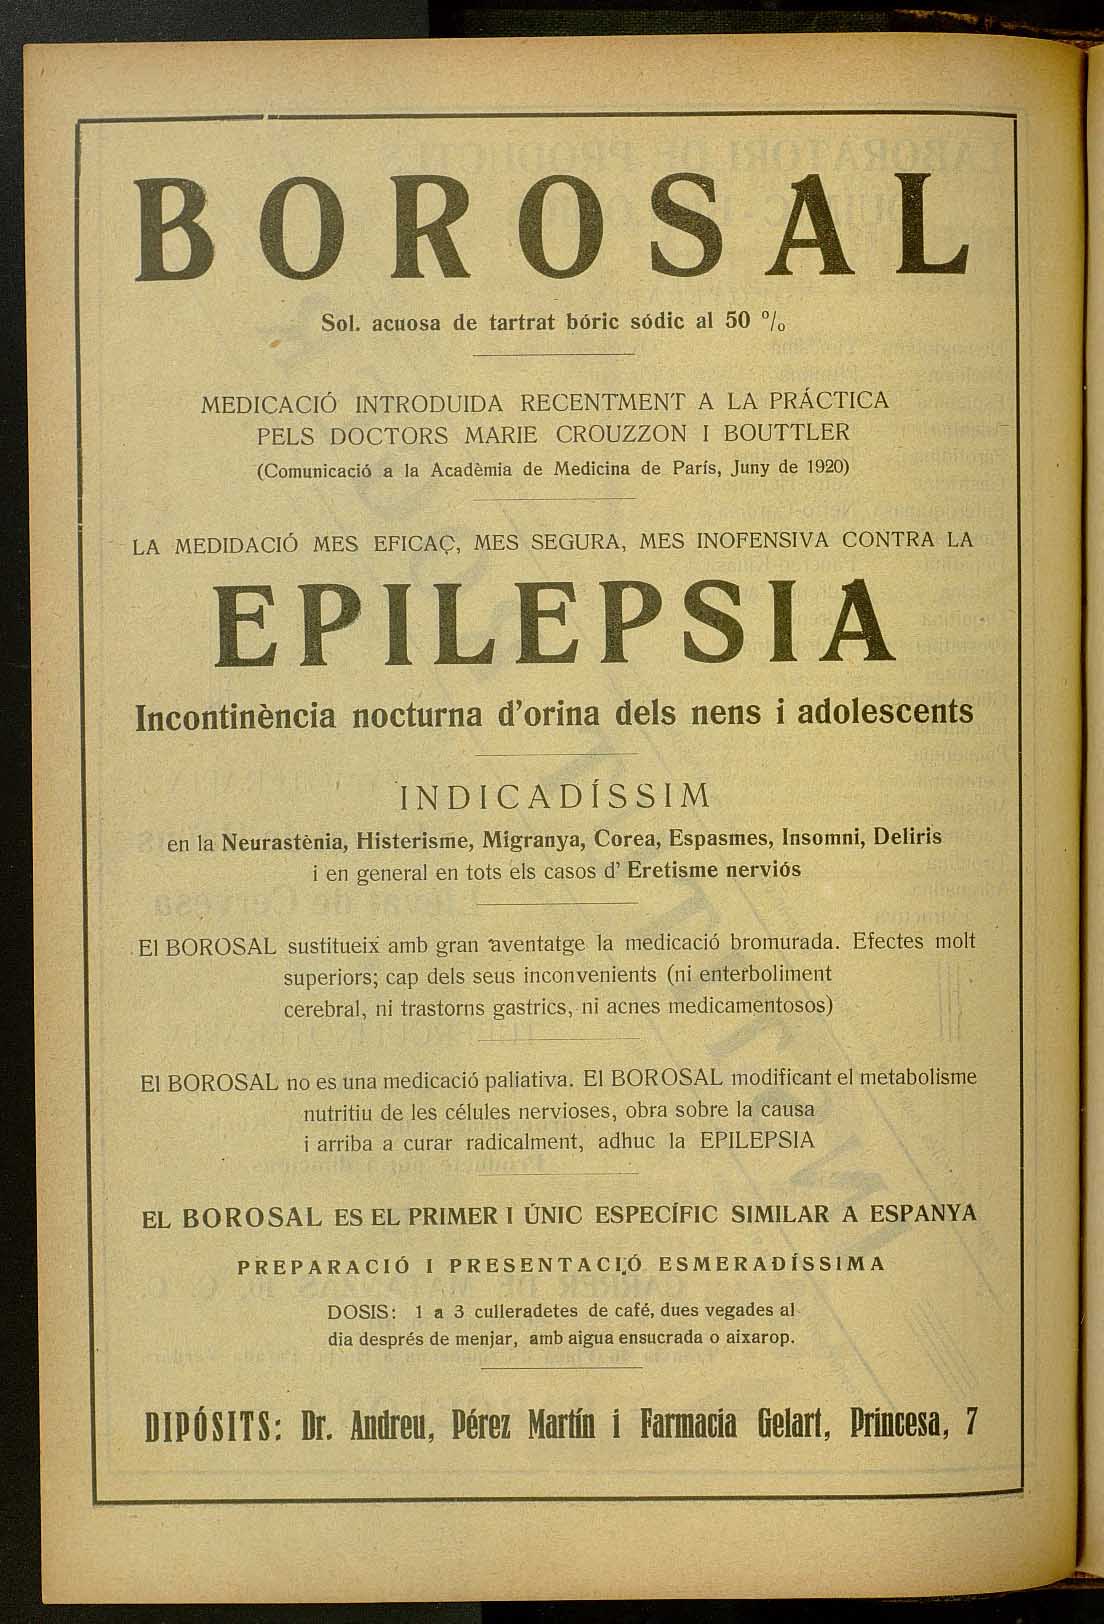 BOROSAL
Sol. acuosa de tartrat bóric sódic al 50 %
MEDICACIÓ INTRODUIDA RECENTMENT A LA PRÁCTICA
PELS DOCTORS MARIE CROUZZON I BOUTTLER
(Comunicació a la Acadèmia de Medicina de París, Juny de 1920)
LA MEDIDACIÓ MES EFICAÇ, MES SEGURA, MES INOFENSIVA CONTRA LA
EPILEPSIA
Incontinència nocturna d'orina dels nens i adolescents
INDICADÍSSIM
en la Neurastènia, Histerisme, Migranya, Corea, Espasmes, Insomni, Deliris
i en general en tots els casos d' Eretisme nerviós
El BOROSAL sustitueix amb gran aventatge la medicació bromurada. Efectes molt
superiors; cap dels seus inconvenients (ni enterboliment
cerebral, ni trastorns gastrics, ni acnes medicamentosos)
El BOROSAL no es una medicació paliativa. El BOROSAL modificant el metabolisme
nutritiu de les célules nervioses, obra sobre la causa
i arriba a curar radicalment, adhuc la EPILEPSIA
EL BOROSAL ES EL PRIMER I ÚNIC ESPECÍFIC SIMILAR A ESPANYA
PREPARACIÓ I PRESENTACIÓ ESMERADÍSSIMA
DOSIS: 1 a 3 culleradetes de café, dues vegades al
dia després de menjar, amb aigua ensucrada o aixarop.
DIPÓSITS: Dr. Andreu, Pérez Martín i Farmacia Gelart, Princesa, 7